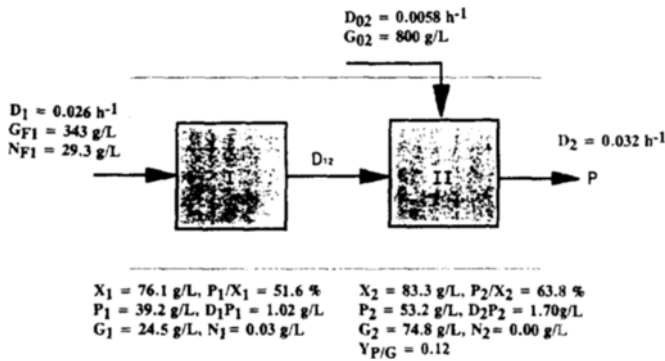 D02 = 0.0058 h-1
G02 = 800 g/L
D1 = 0.026 h-1
GF1 = 343 g/L
NF1 = 29.3 g/L
D2 = 0.032 h-1
I
D12
II
P
X1 = 76.1 g/L, P1/X1 = 51.6 %
P1 = 39.2 g/L, D1P1 = 1.02 g/L
G1 = 24.5 g/L, N1 = 0.03 g/L
X2 = 83.3 g/L, P2/X2 = 63.8 %
P2 = 53.2 g/L, D2P2 = 1.70g/L
G2 = 74.8 g/L, N2 = 0.00 g/L
YP/G = 0.12